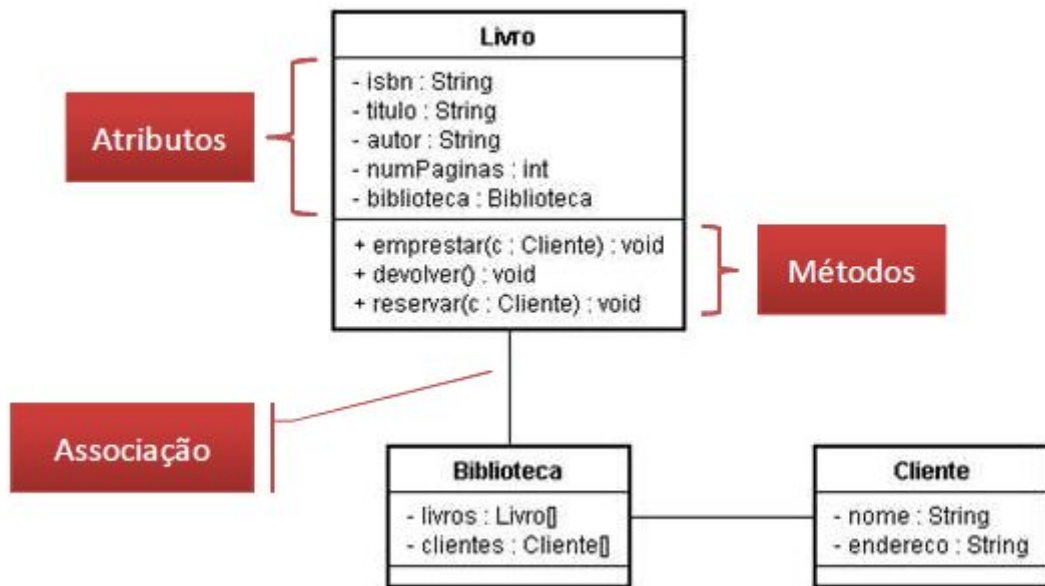 Livro
- isbn : String
- titulo : String
- autor : String
- numPaginas : int
- biblioteca : Biblioteca
Atributos
+ emprestar(c : Cliente) : void
+ devolver() : void
+ reservar(c : Cliente) : void
Métodos
Associação
Biblioteca
- livros : Livro[]
- clientes : Cliente[]
Cliente
- nome : String
- endereco : String